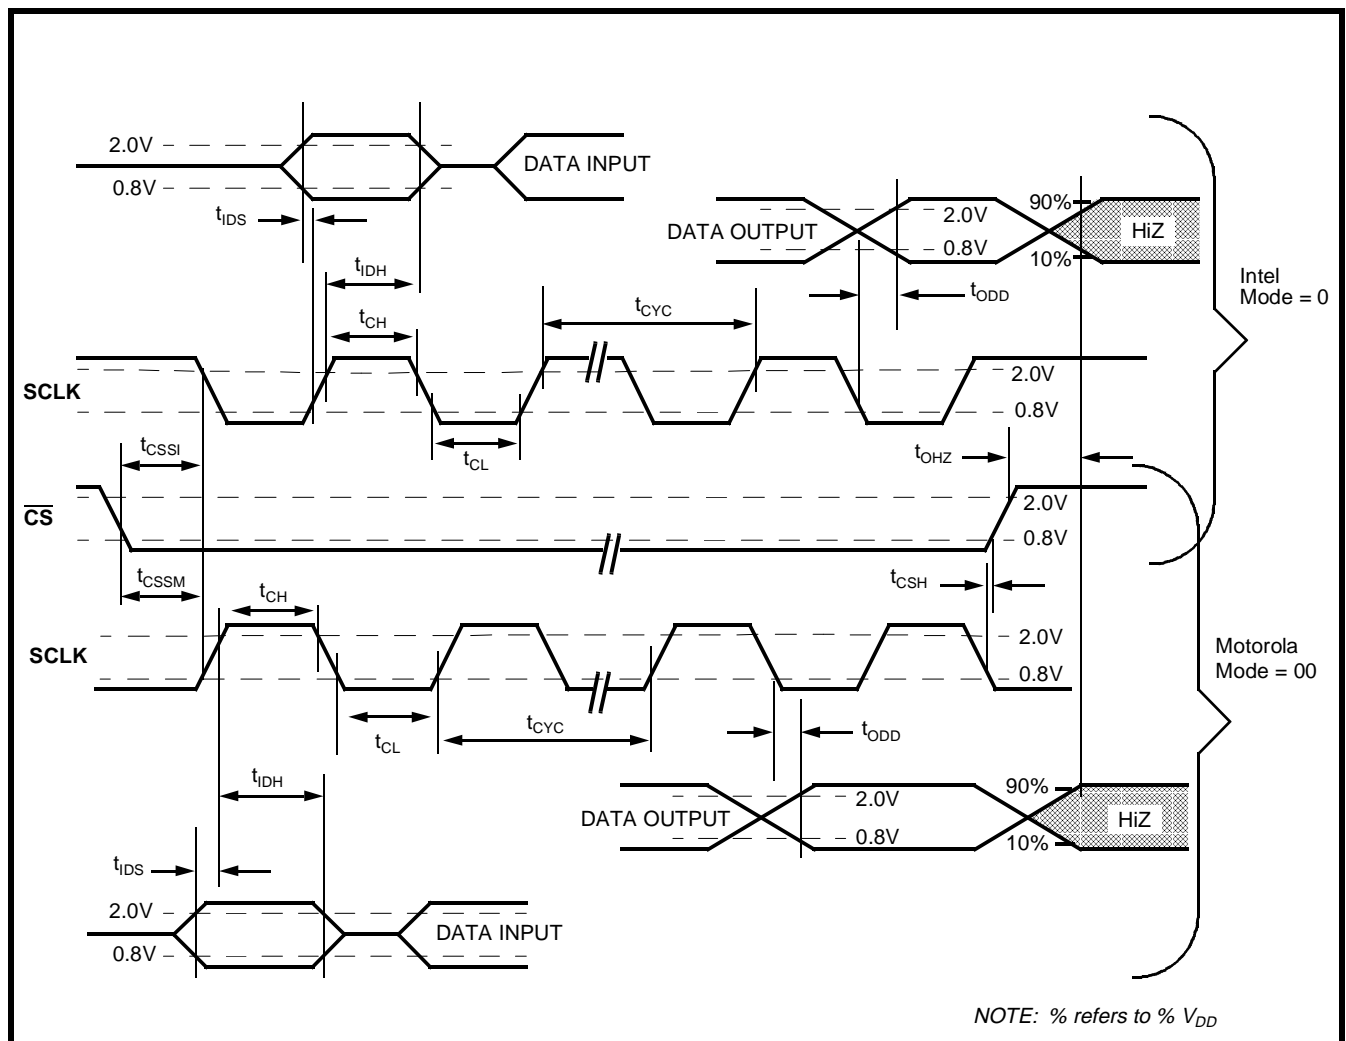 2.0V
DATA INPUT
0.8V
tIDS
90%
2.0V
DATA OUTPUT
HiZ
0.8V
10%
tIDH
tODD
Intel
Mode = 0
tCYC
tCH
2.0V
SCLK
0.8V
tCSSI
tCL
tOHZ
2.0V
CS
0.8V
tCSSM
tCH
tCSH
2.0V
SCLK
0.8V
Motorola
Mode = 00
tCYC
tODD
tCL
tIDH
90%
2.0V
DATA OUTPUT
HiZ
0.8V
10%
tIDS
2.0V
DATA INPUT
0.8V
NOTE: % refers to % VDD